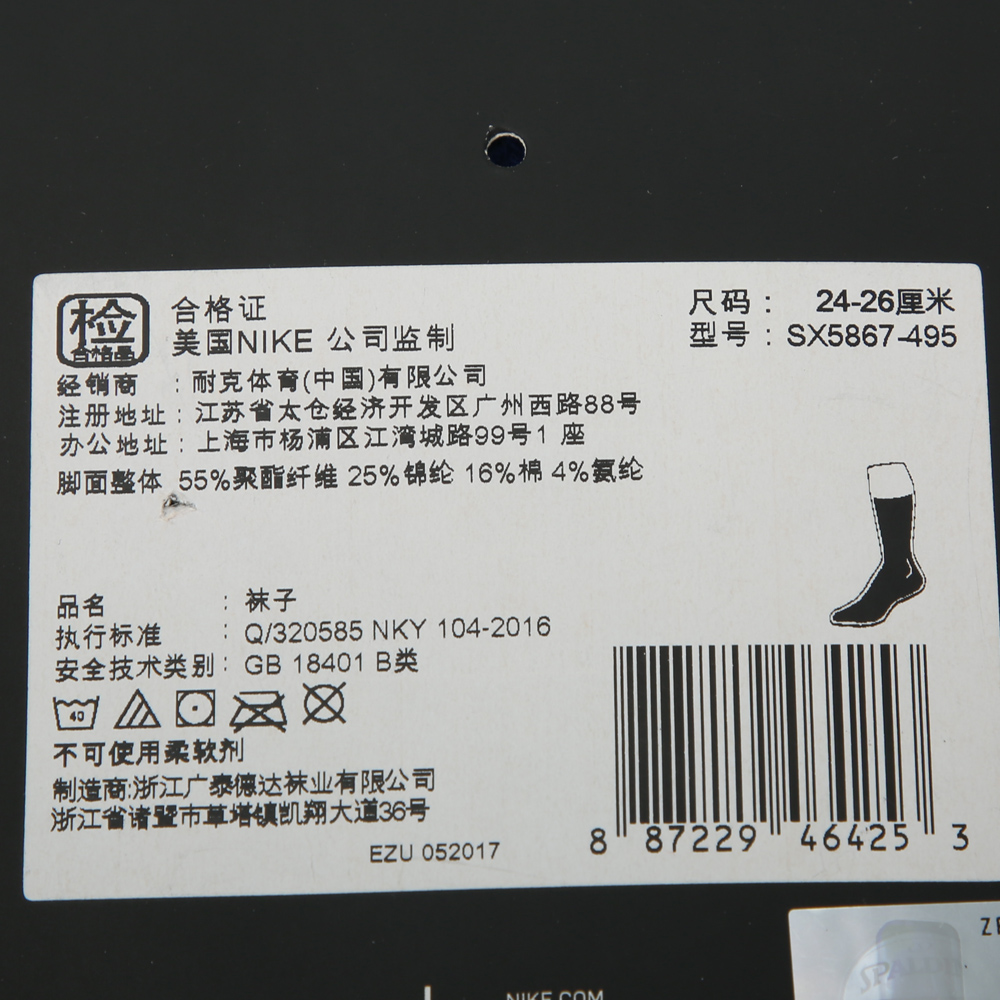 检
合格品
合格证
美国NIKE 公司监制
尺码： 24-26厘米
型号：SX5867-495
经销商 ：耐克体育(中国)有限公司
注册地址：江苏省太仓经济开发区广州西路88号
办公地址：上海市杨浦区江湾城路99号1 座
脚面整体 55%聚酯纤维 25%锦纶 16%棉 4%氨纶
品名 ：袜子
执行标准 ：Q/320585 NKY 104-2016
安全技术类别：GB 18401 B类
40
不可使用柔软剂
制造商:浙江广泰德达袜业有限公司
浙江省诸暨市草塔镇凯翔大道36号
EZU 052017
8 87229 46425 3
NIKE.COM